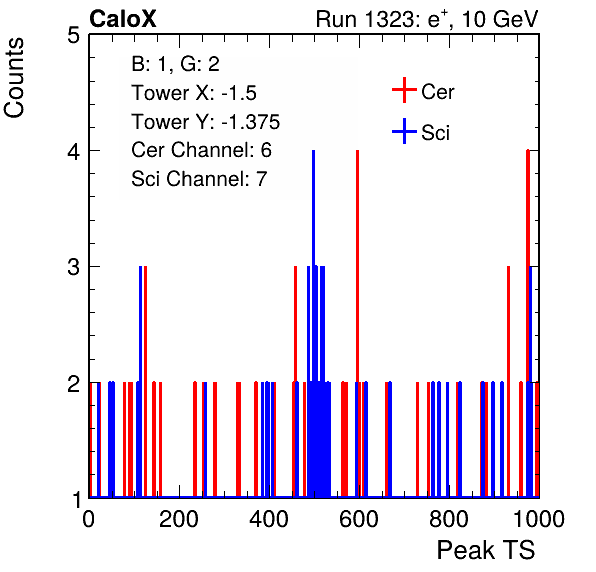 CaloX Run 1323: e⁺, 10 GeV
Counts
5
B: 1, G: 2
Tower X: -1.5
Tower Y: -1.375
Cer Channel: 6
Sci Channel: 7
Cer
Sci
4
3
2
1
0 200 400 600 800 1000
Peak TS